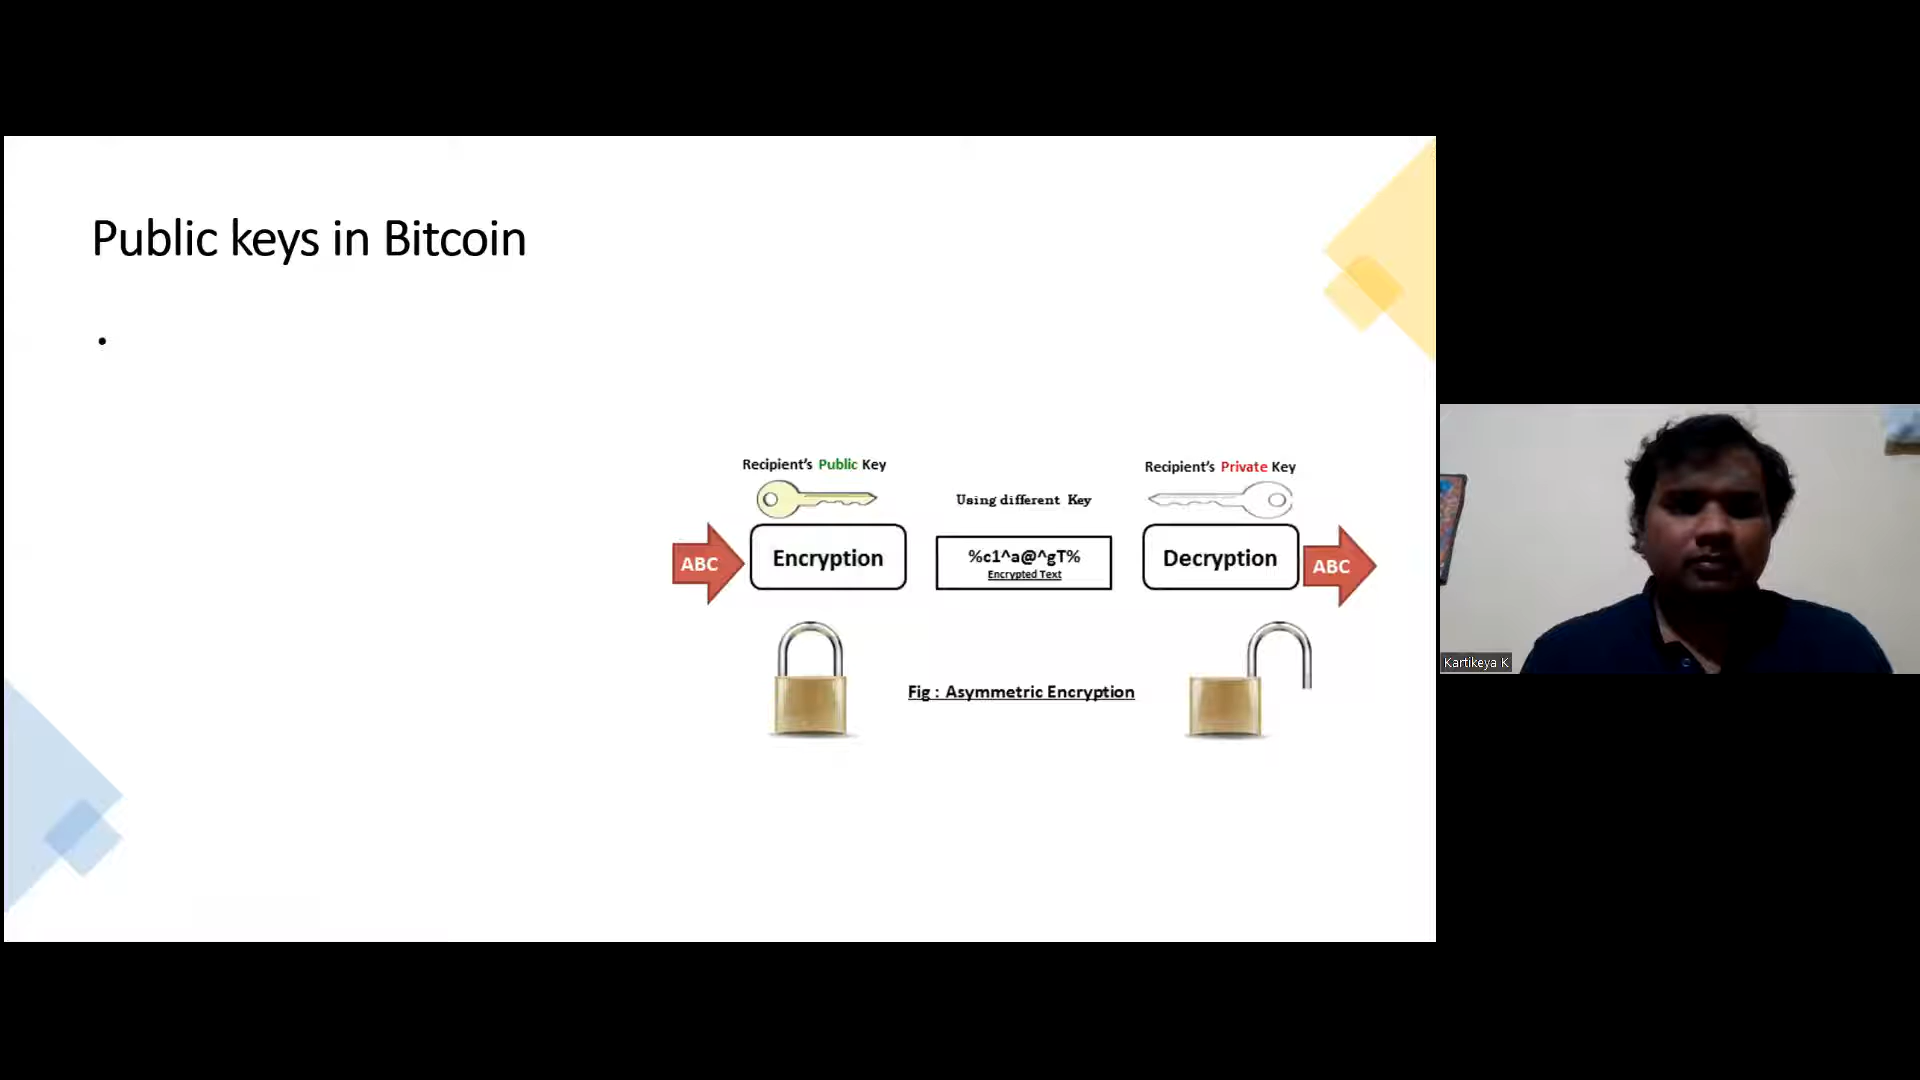 Public keys in Bitcoin
•
Recipient's Public Key
Recipient's Private Key
Using different Key
ABC
Encryption
%c1^a@^gT%
Encrypted Text
Decryption
ABC
Fig : Asymmetric Encryption
Kartikeya K